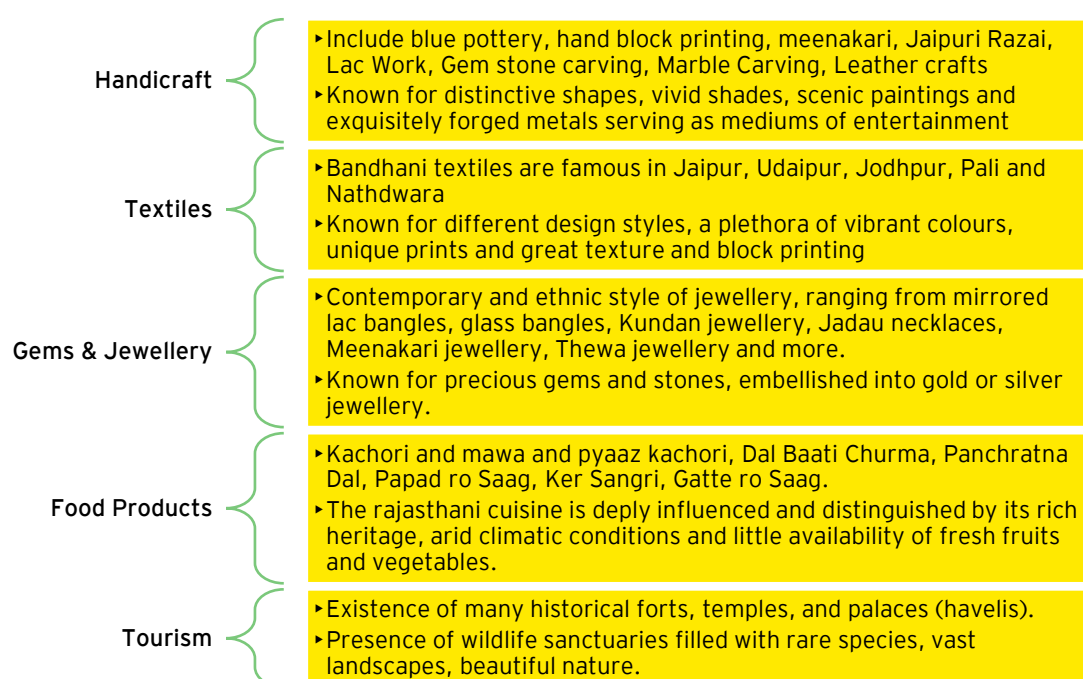 Handicraft
‣Include blue pottery, hand block printing, meenakari, Jaipuri Razai,
Lac Work, Gem stone carving, Marble Carving, Leather crafts
‣Known for distinctive shapes, vivid shades, scenic paintings and
exquisitely forged metals serving as mediums of entertainment
Textiles
‣Bandhani textiles are famous in Jaipur, Udaipur, Jodhpur, Pali and
Nathdwara
‣Known for different design styles, a plethora of vibrant colours,
unique prints and great texture and block printing
Gems & Jewellery
‣Contemporary and ethnic style of jewellery, ranging from mirrored
lac bangles, glass bangles, Kundan jewellery, Jadau necklaces,
Meenakari jewellery, Thewa jewellery and more.
‣Known for precious gems and stones, embellished into gold or silver
jewellery.
Food Products
‣Kachori and mawa and pyaaz kachori, Dal Baati Churma, Panchratna
Dal, Papad ro Saag, Ker Sangri, Gatte ro Saag.
‣The rajasthani cuisine is deply influenced and distinguished by its rich
heritage, arid climatic conditions and little availability of fresh fruits
and vegetables.
Tourism
‣Existence of many historical forts, temples, and palaces (havelis).
‣Presence of wildlife sanctuaries filled with rare species, vast
landscapes, beautiful nature.